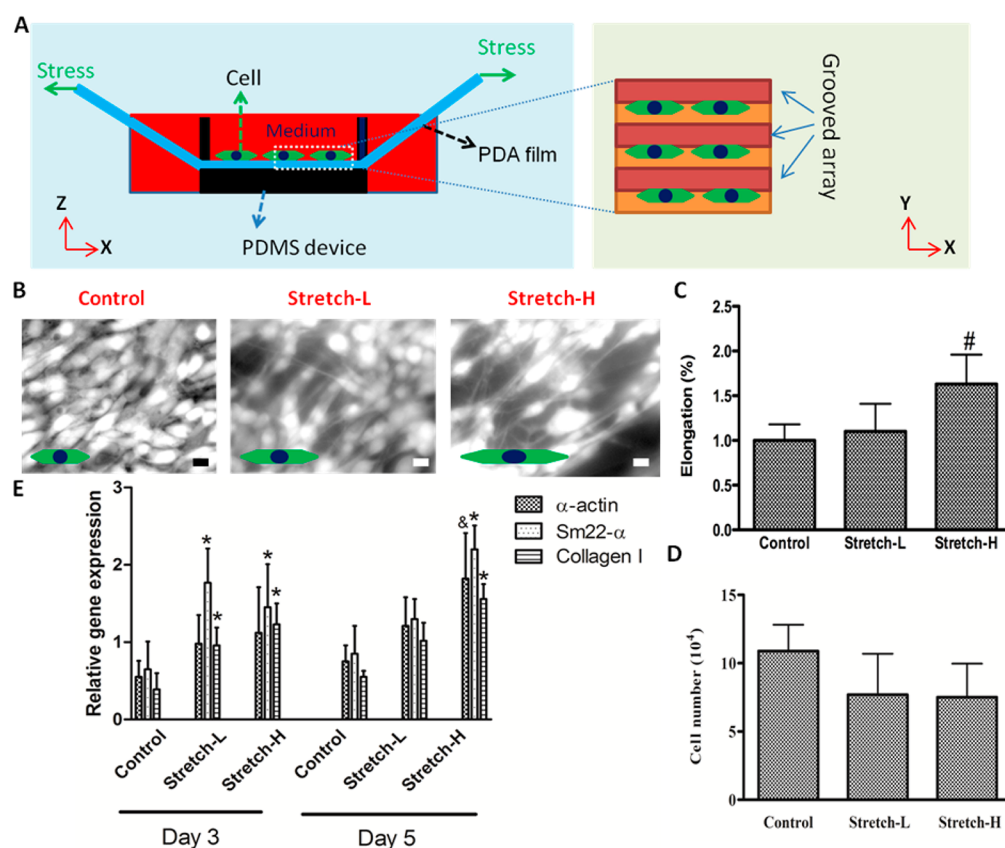 A
Stress
Cell
Stress
Medium
PDA film
PDMS device
Z
X
Grooved array
Y
X
B
Control
Stretch-L
Stretch-H
C
Elongation (%)
2.0
1.5
1.0
0.5
0.0
#
Control
Stretch-L
Stretch-H
E
Relative gene expression
3
2
1
0
*
*
*
*
&
*
*
α-actin
Sm22-α
Collagen I
Control
Stretch-L
Stretch-H
Control
Stretch-L
Stretch-H
Day 3
Day 5
D
Cell number (10⁴)
15
10
5
0
Control
Stretch-L
Stretch-H